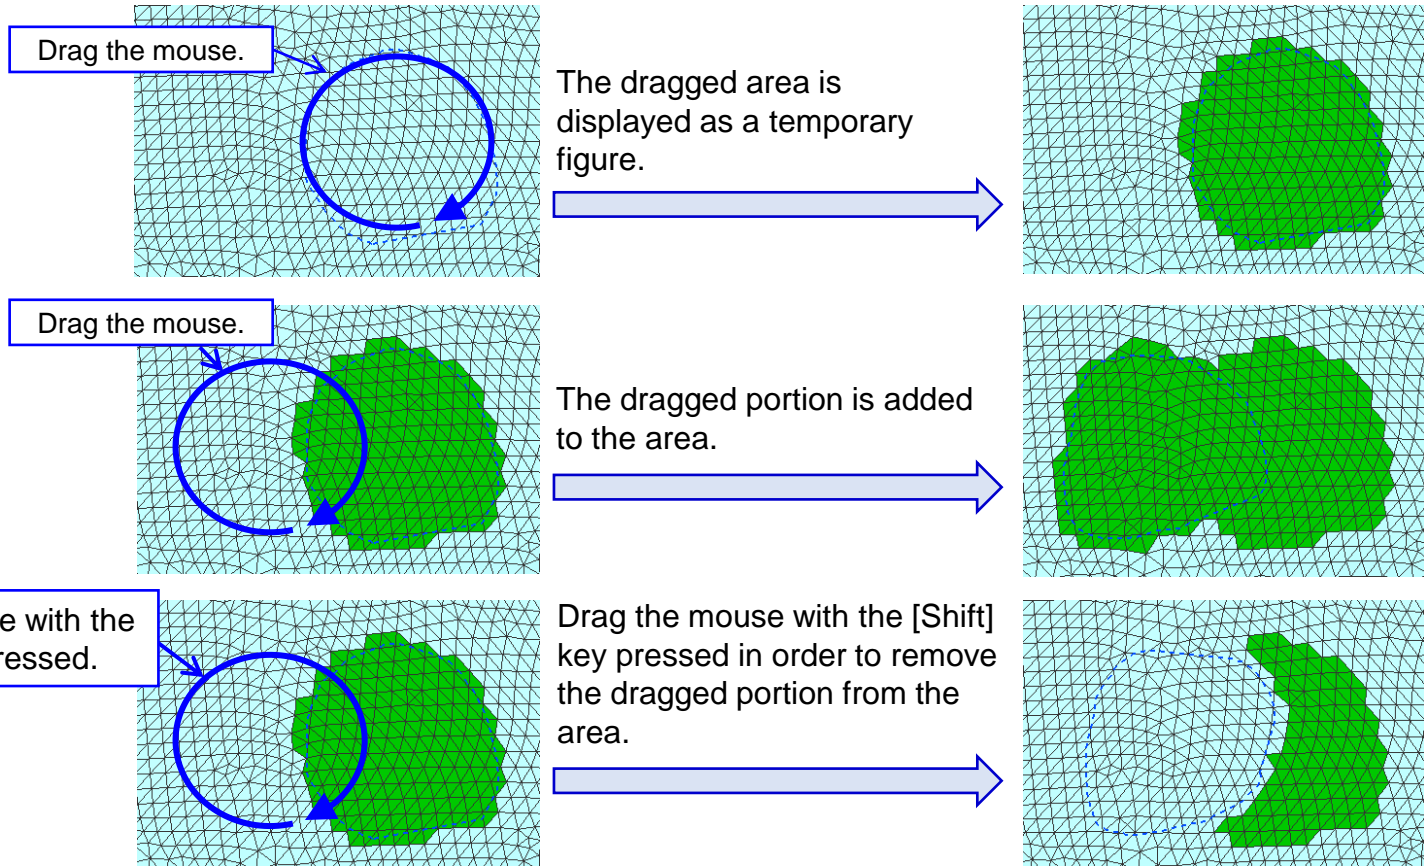 Drag the mouse.
The dragged area is
displayed as a temporary
figure.
Drag the mouse.
The dragged portion is added
to the area.
with the
Drag the mouse with the [Shift]
key pressed in order to remove
the dragged portion from the
area.